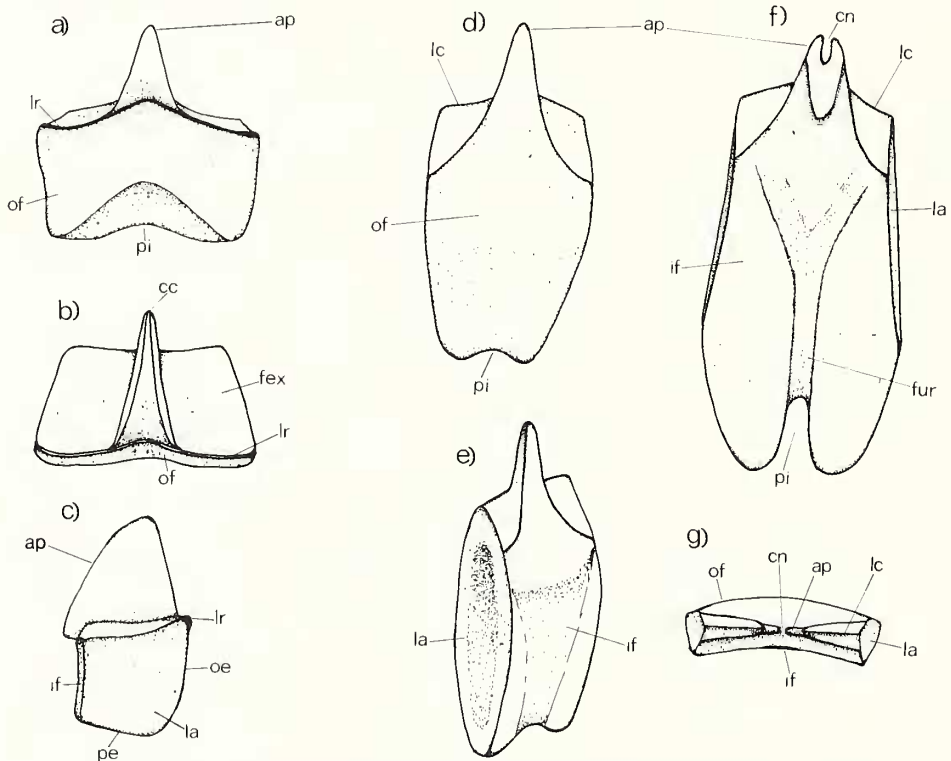 a)
ap
lr
of
pi
b)
cc
fex
lr
of
c)
ap
lr
if
oe
la
pe
d)
ap
lc
of
pi
e)
la
if
f)
cn
lc
la
if
fur
pi
g)
of
cn
ap
lc
la
if